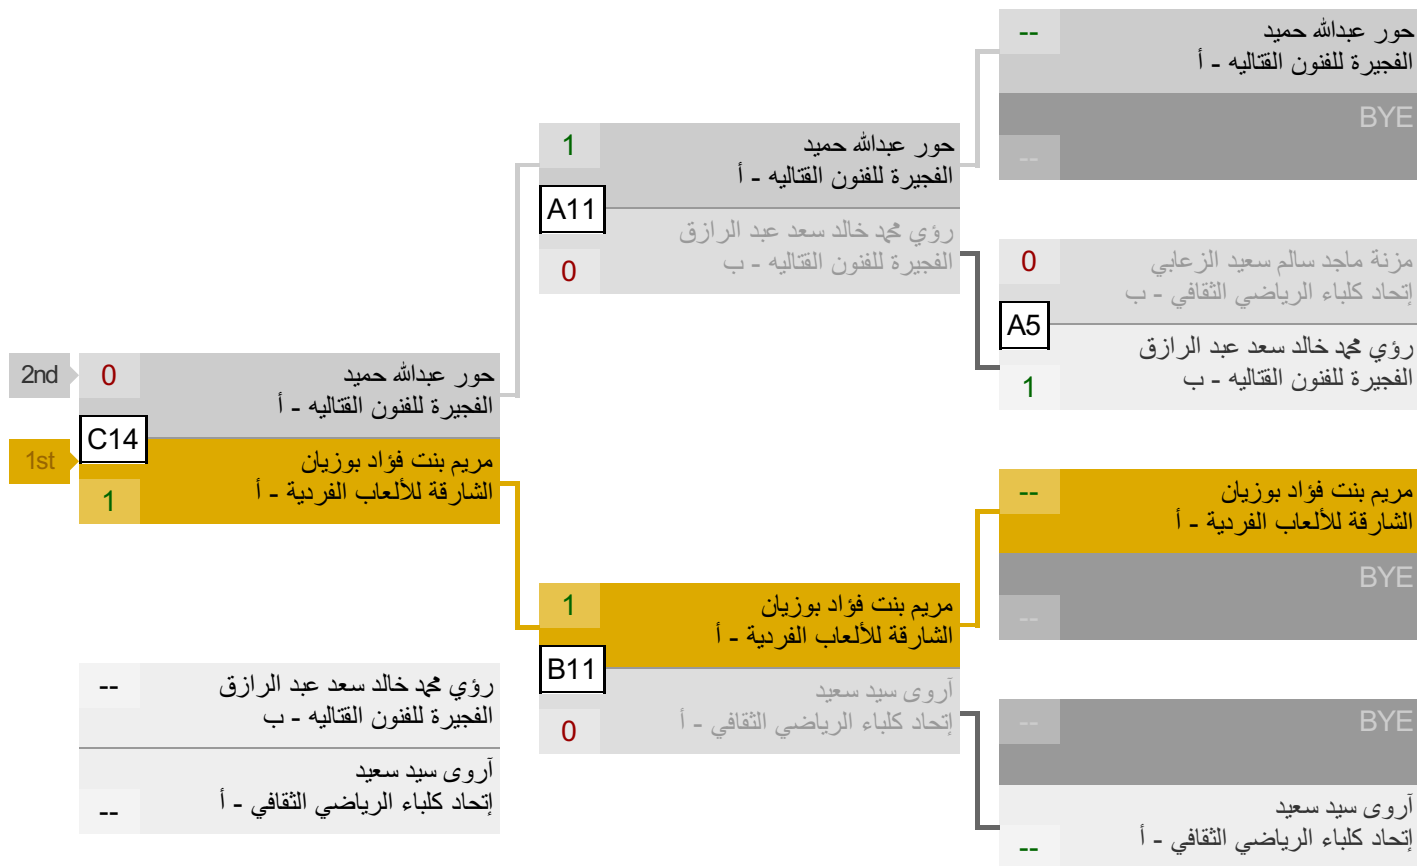 --
حور عبدالله حميد
الفجيرة للفنون القتاليه - أ
BYE
--
1
حور عبدالله حميد
الفجيرة للفنون القتاليه - أ
A11
رؤي محمد خالد سعد عبد الرازق
الفجيرة للفنون القتاليه - ب
0
0
مزنة ماجد سالم سعيد الزعابي
إتحاد كلباء الرياضي الثقافي - ب
A5
رؤي محمد خالد سعد عبد الرازق
الفجيرة للفنون القتاليه - ب
1
2nd
0
حور عبدالله حميد
الفجيرة للفنون القتاليه - أ
C14
1st
مريم بنت فؤاد بوزيان
الشارقة للألعاب الفردية - أ
1
--
مريم بنت فؤاد بوزيان
الشارقة للألعاب الفردية - أ
BYE
--
1
مريم بنت فؤاد بوزيان
الشارقة للألعاب الفردية - أ
B11
آروى سيد سعيد
إتحاد كلباء الرياضي الثقافي - أ
0
--
رؤي محمد خالد سعد عبد الرازق
الفجيرة للفنون القتاليه - ب
آروى سيد سعيد
إتحاد كلباء الرياضي الثقافي - أ
--
--
BYE
آروى سيد سعيد
إتحاد كلباء الرياضي الثقافي - أ
--